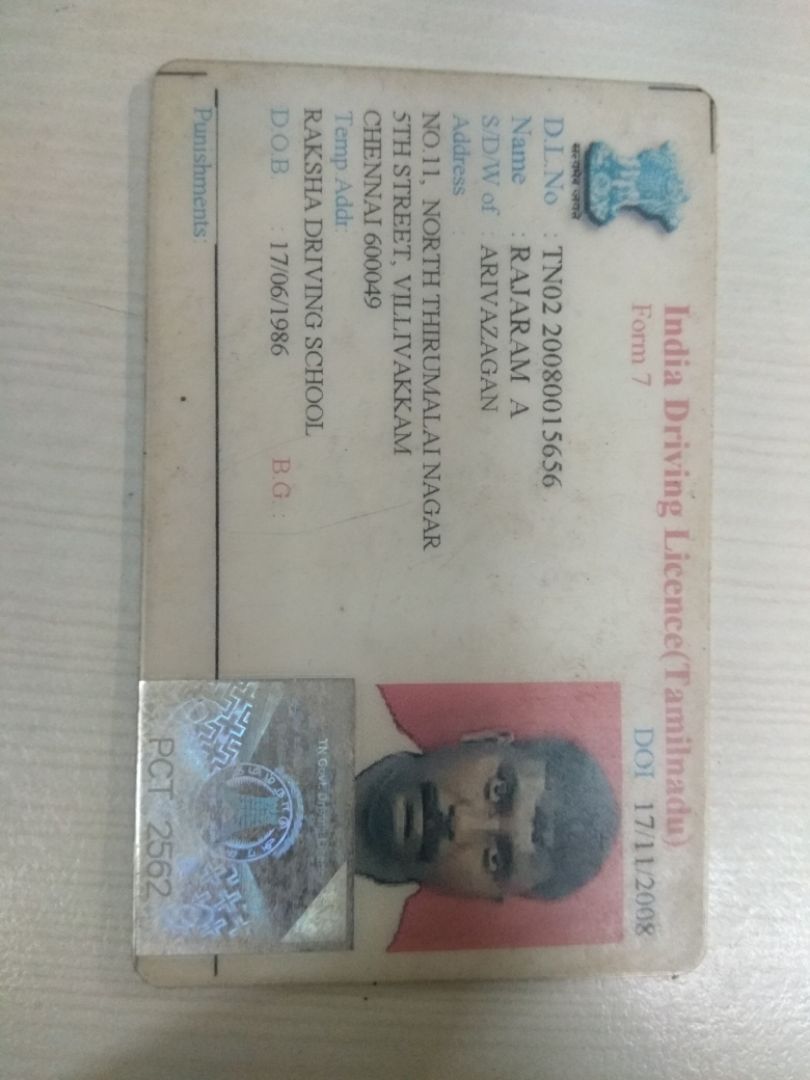 India Driving Licence(Tamilnadu)
Form 7
DOI 17/11/2008
D.L.No : TN02 20080015656
Name : RAJARAM A
S/D/W of : ARIVAZAGAN
Address :
NO.11, NORTH THIRUMALAI NAGAR
5TH STREET, VILLIVAKKAM
CHENNAI 600049
Temp Addr:
RAKSHA DRIVING SCHOOL
D.O.B. : 17/06/1986 B.G. :
Punishments:
TN Govt
PCT 2562